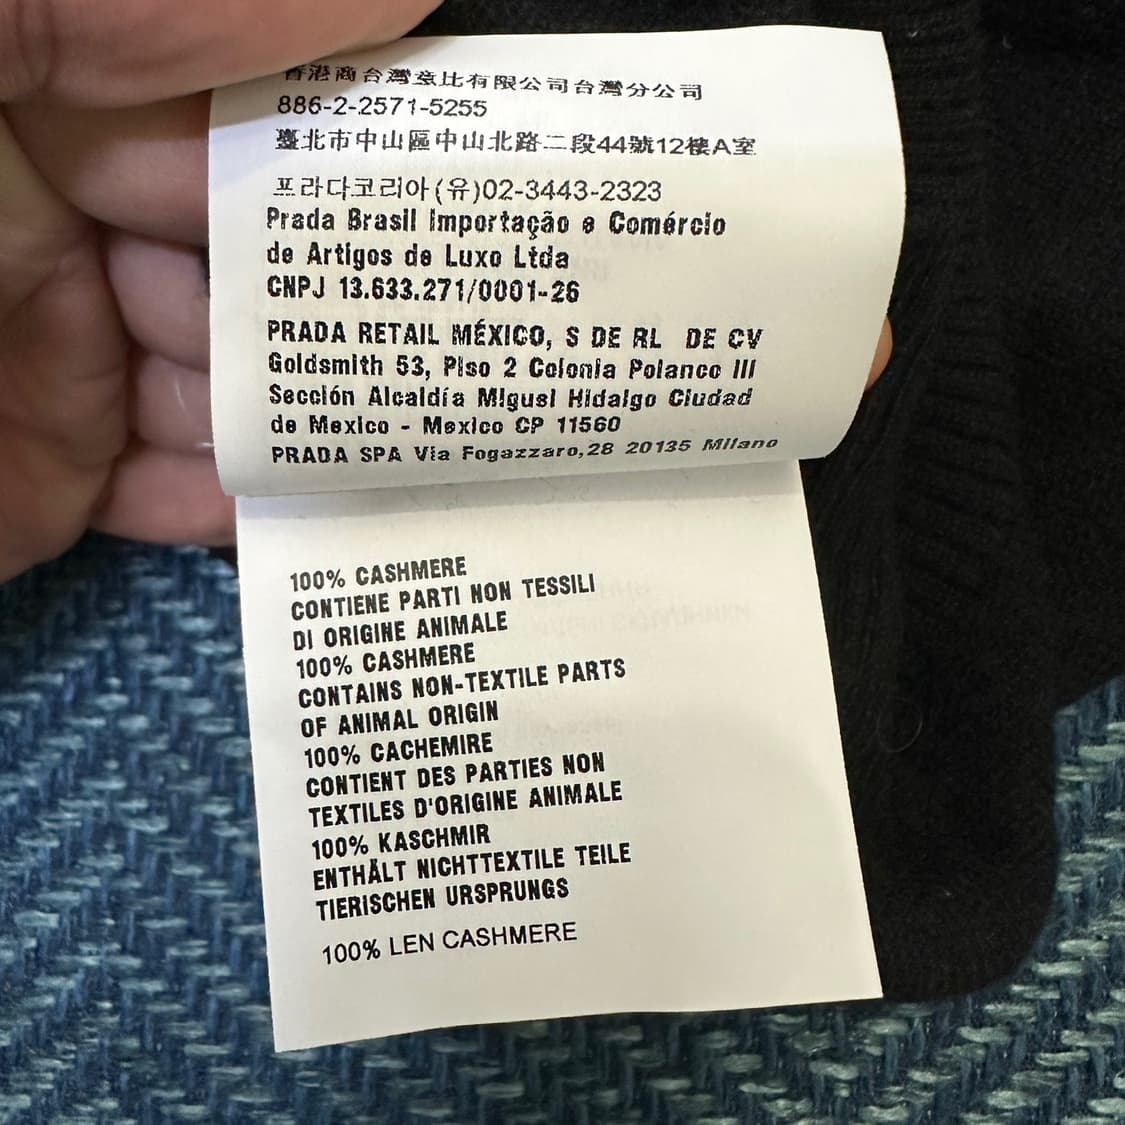 香港商台灣普比有限公司台灣分公司
886-2-2571-5255
臺北市中山區中山北路二段44號12樓A室
프라다코리아(유)02-3443-2323
Prada Brasil Importação e Comércio
de Artigos de Luxo Ltda
CNPJ 13.633.271/0001-26
PRADA RETAIL MÉXICO, S DE RL DE CV
Goldsmith 53, Piso 2 Colonia Polanco III
Sección Alcaldía Miguel Hidalgo Ciudad
de Mexico - Mexico CP 11560
PRADA SPA Via Fogazzaro,28 20135 Milano
100% CASHMERE
CONTIENE PARTI NON TESSILI
DI ORIGINE ANIMALE
100% CASHMERE
CONTAINS NON-TEXTILE PARTS
OF ANIMAL ORIGIN
100% CACHEMIRE
CONTIENT DES PARTIES NON
TEXTILES D'ORIGINE ANIMALE
100% KASCHMIR
ENTHÄLT NICHTTEXTILE TEILE
TIERISCHEN URSPRUNGS
100% LEN CASHMERE